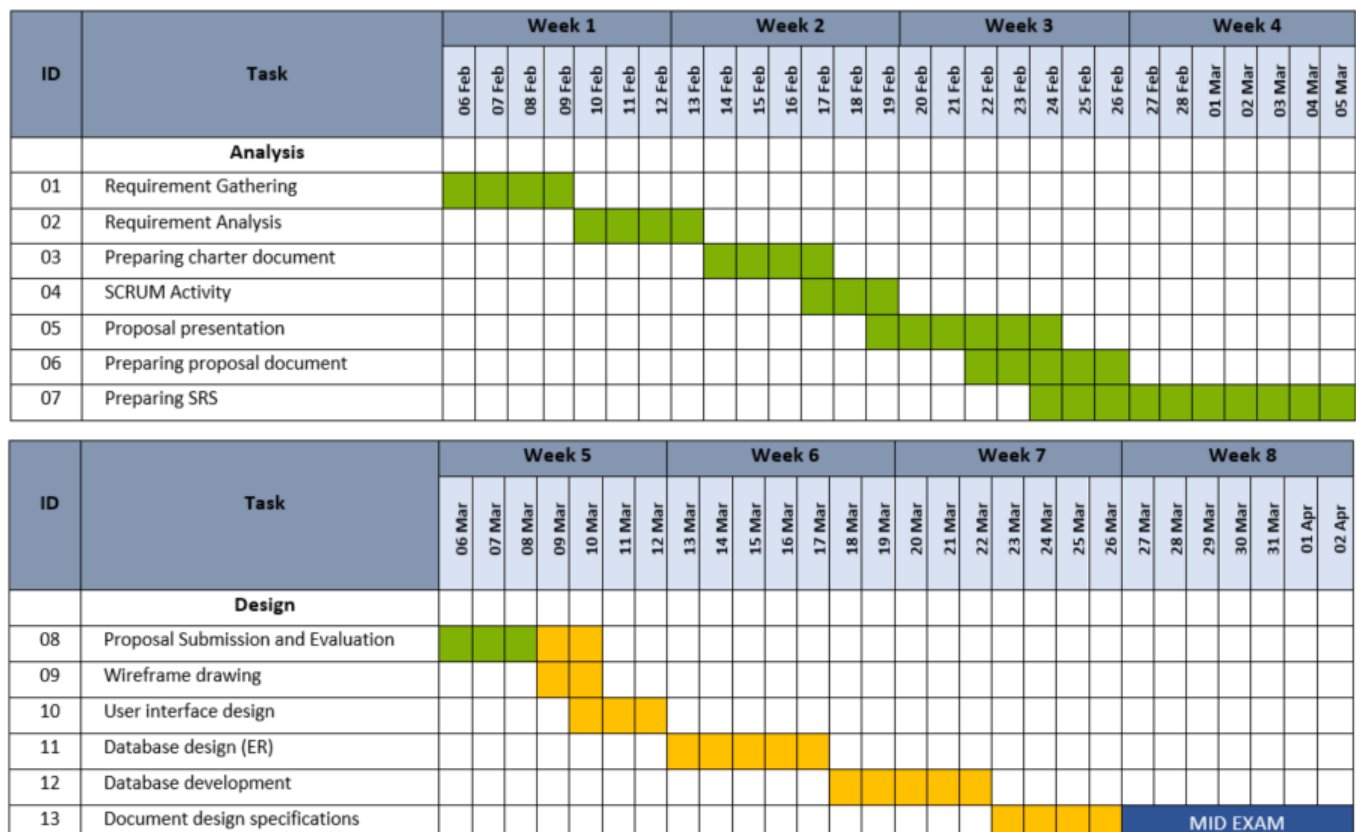 ID Task Week 1 Week 2 Week 3 Week 4
06 Feb 07 Feb 08 Feb 09 Feb 10 Feb 11 Feb 12 Feb 13 Feb 14 Feb 15 Feb 16 Feb 17 Feb 18 Feb 19 Feb 20 Feb 21 Feb 22 Feb 23 Feb 24 Feb 25 Feb 26 Feb 27 Feb 28 Feb 01 Mar 02 Mar 03 Mar 04 Mar 05 Mar
Analysis
01 Requirement Gathering
02 Requirement Analysis
03 Preparing charter document
04 SCRUM Activity
05 Proposal presentation
06 Preparing proposal document
07 Preparing SRS
ID Task Week 5 Week 6 Week 7 Week 8
06 Mar 07 Mar 08 Mar 09 Mar 10 Mar 11 Mar 12 Mar 13 Mar 14 Mar 15 Mar 16 Mar 17 Mar 18 Mar 19 Mar 20 Mar 21 Mar 22 Mar 23 Mar 24 Mar 25 Mar 26 Mar 27 Mar 28 Mar 29 Mar 30 Mar 31 Mar 01 Apr 02 Apr
Design
08 Proposal Submission and Evaluation
09 Wireframe drawing
10 User interface design
11 Database design (ER)
12 Database development
13 Document design specifications MID EXAM